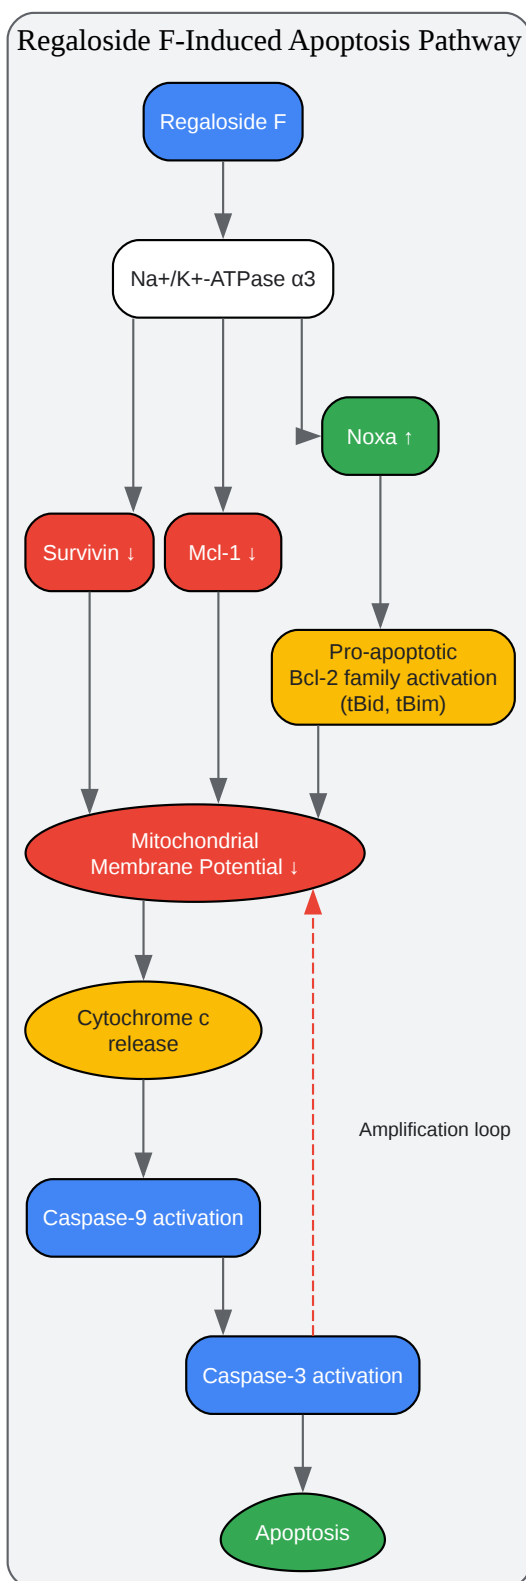 Regaloside F-Induced Apoptosis Pathway
Regaloside F
Na+/K+-ATPase α3
Noxa ↑
Survivin ↓
Mcl-1 ↓
Pro-apoptotic
Bcl-2 family activation
(tBid, tBim)
Mitochondrial
Membrane Potential ↓
Cytochrome c
release
Amplification loop
Caspase-9 activation
Caspase-3 activation
Apoptosis